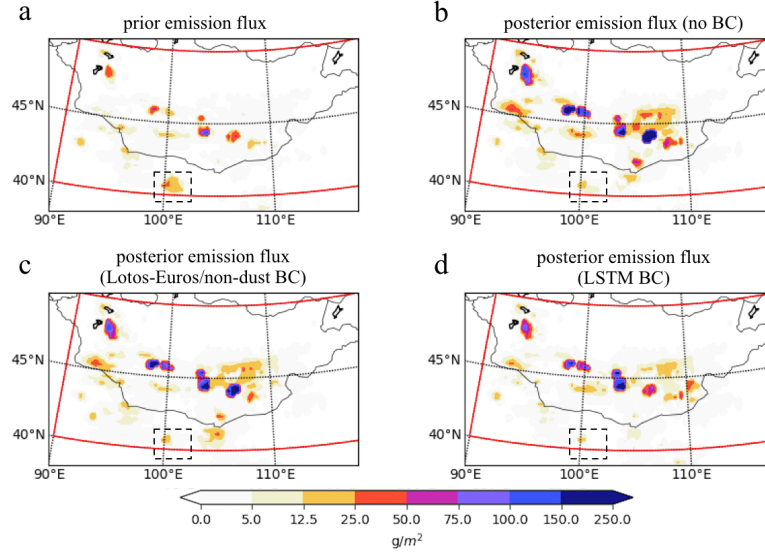 a
prior emission flux
b
posterior emission flux (no BC)
45°N
40°N
90°E
100°E
110°E
45°N
40°N
90°E
100°E
110°E
c
posterior emission flux
(Lotos-Euros/non-dust BC)
d
posterior emission flux
(LSTM BC)
45°N
40°N
90°E
100°E
110°E
45°N
40°N
90°E
100°E
110°E
0.0 5.0 12.5 25.0 50.0 75.0 100.0 150.0 250.0
g/m²